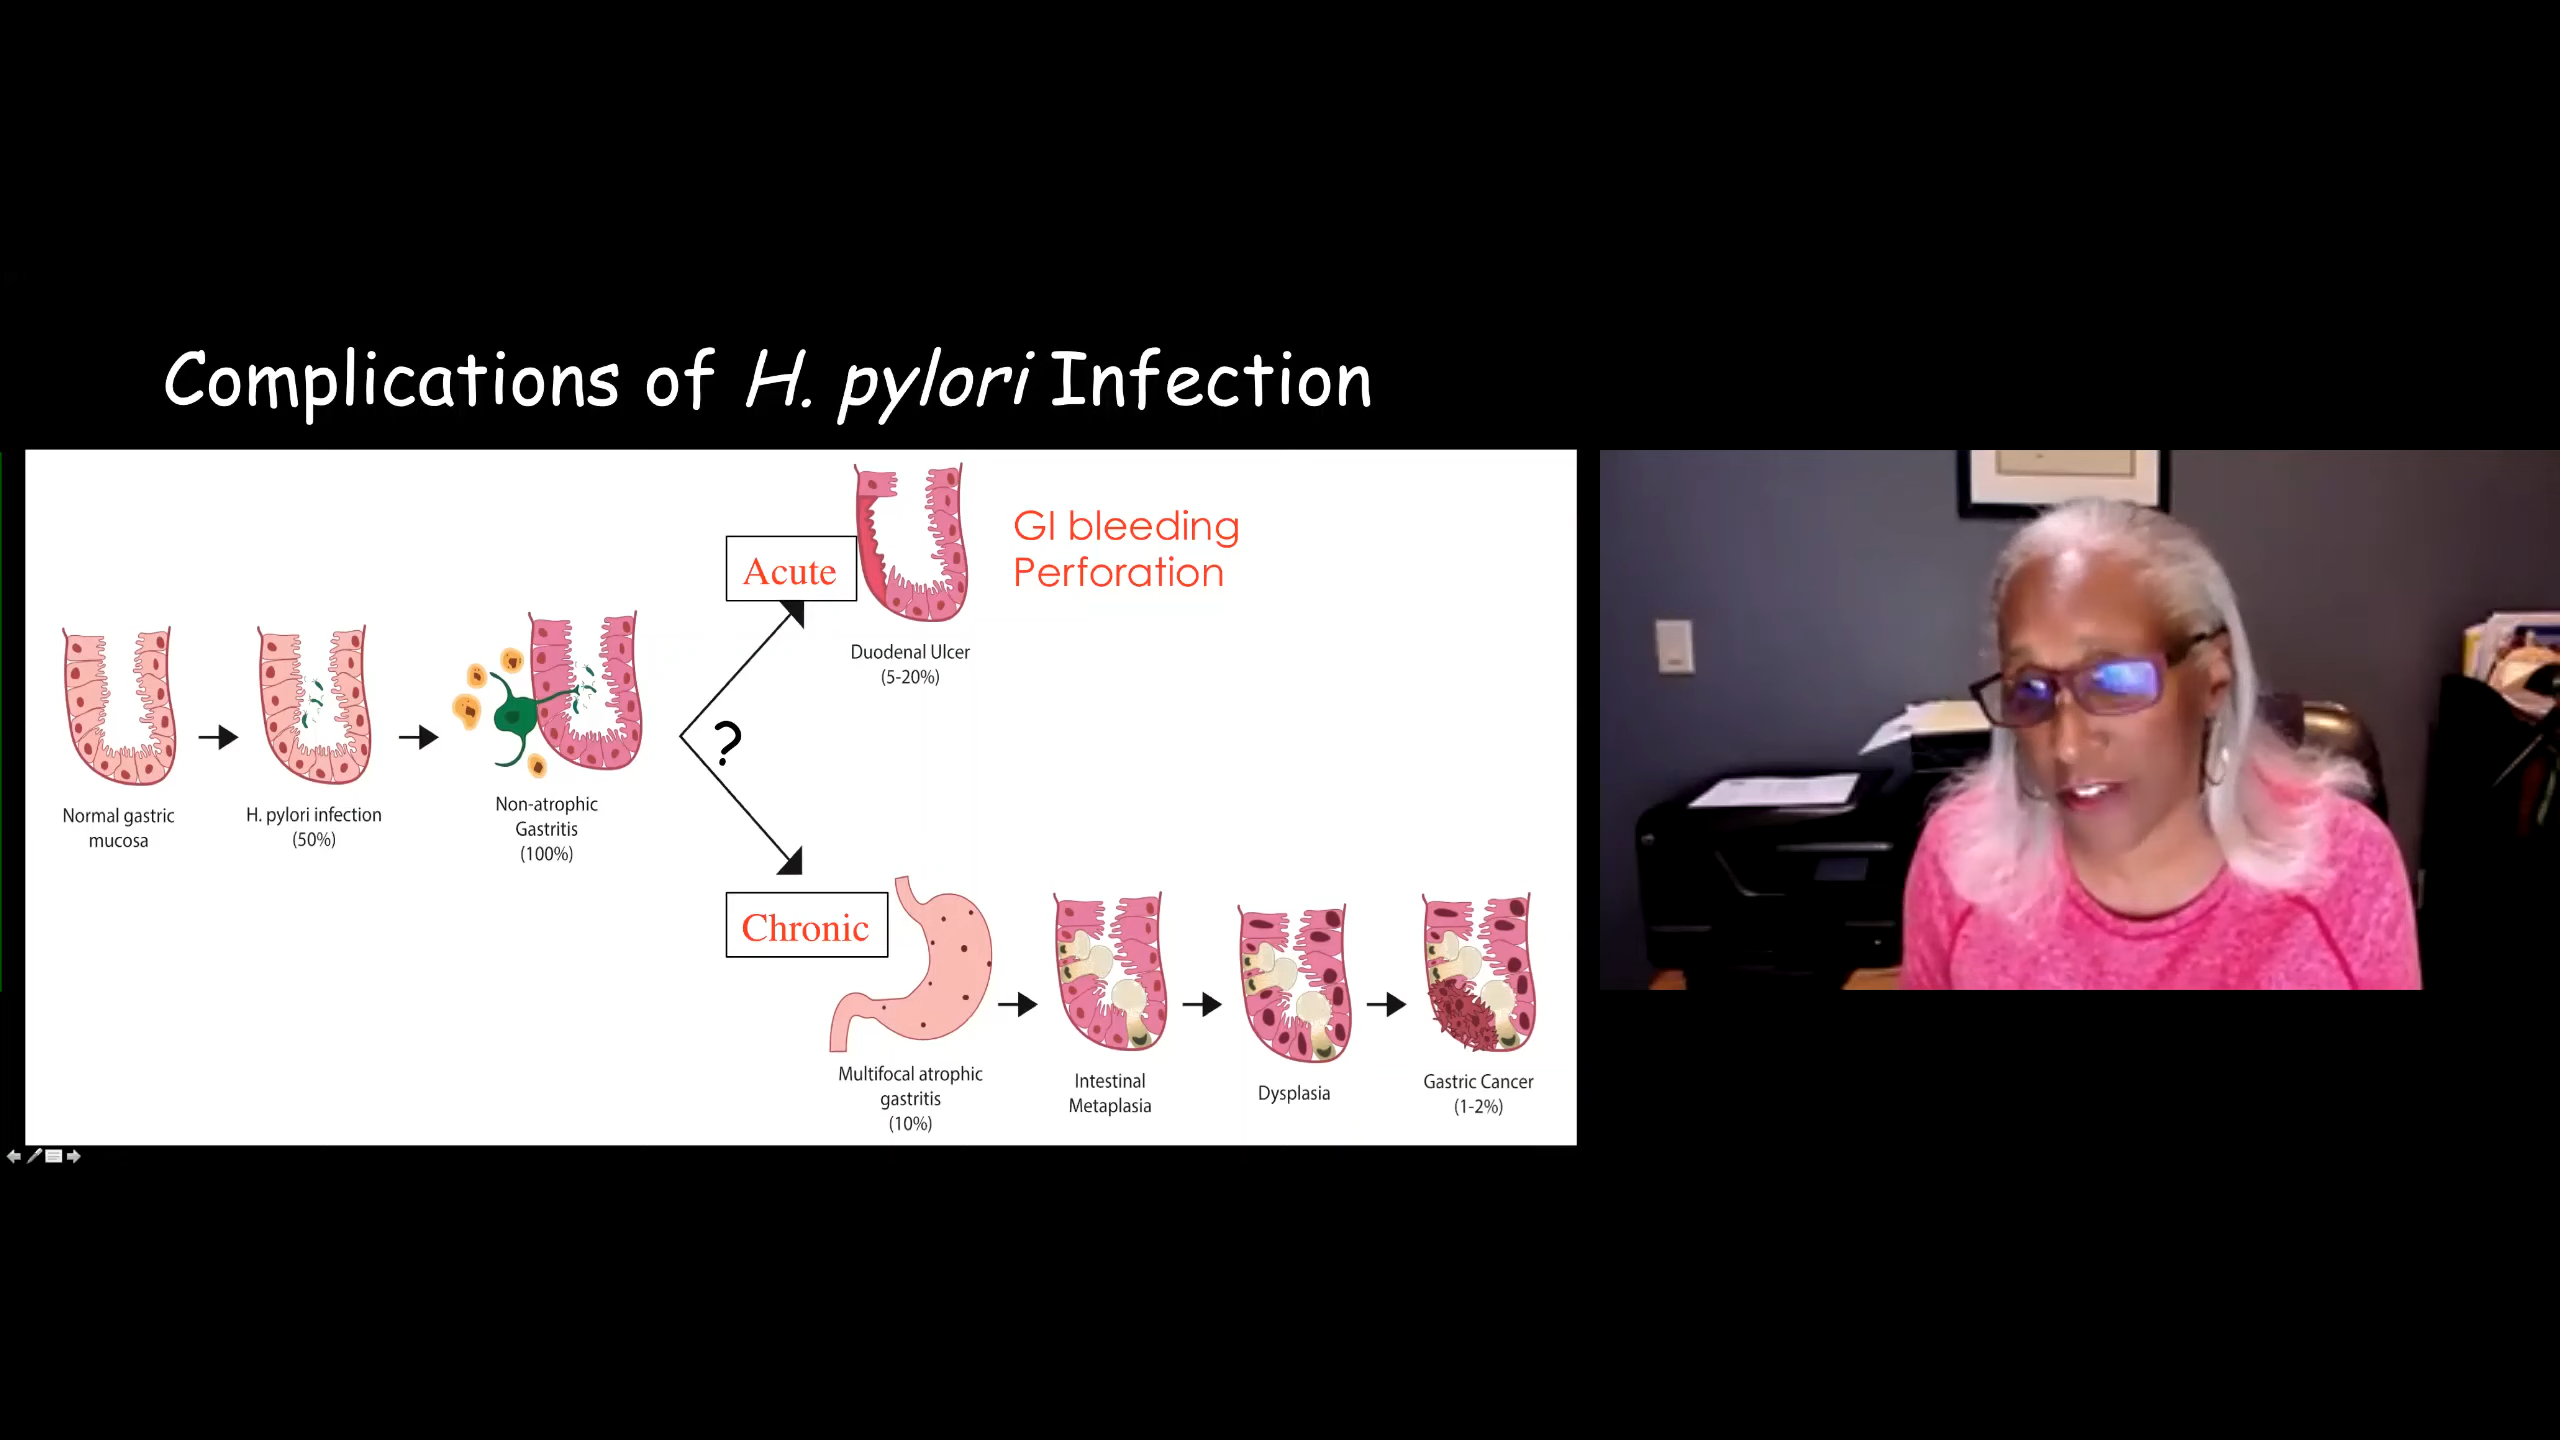 Complications of H. pylori Infection
Normal gastric
mucosa
H. pylori infection
(50%)
Non-atrophic
Gastritis
(100%)
?
Acute
Duodenal Ulcer
(5-20%)
GI bleeding
Perforation
Chronic
Multifocal atrophic
gastritis
(10%)
Intestinal
Metaplasia
Dysplasia
Gastric Cancer
(1-2%)